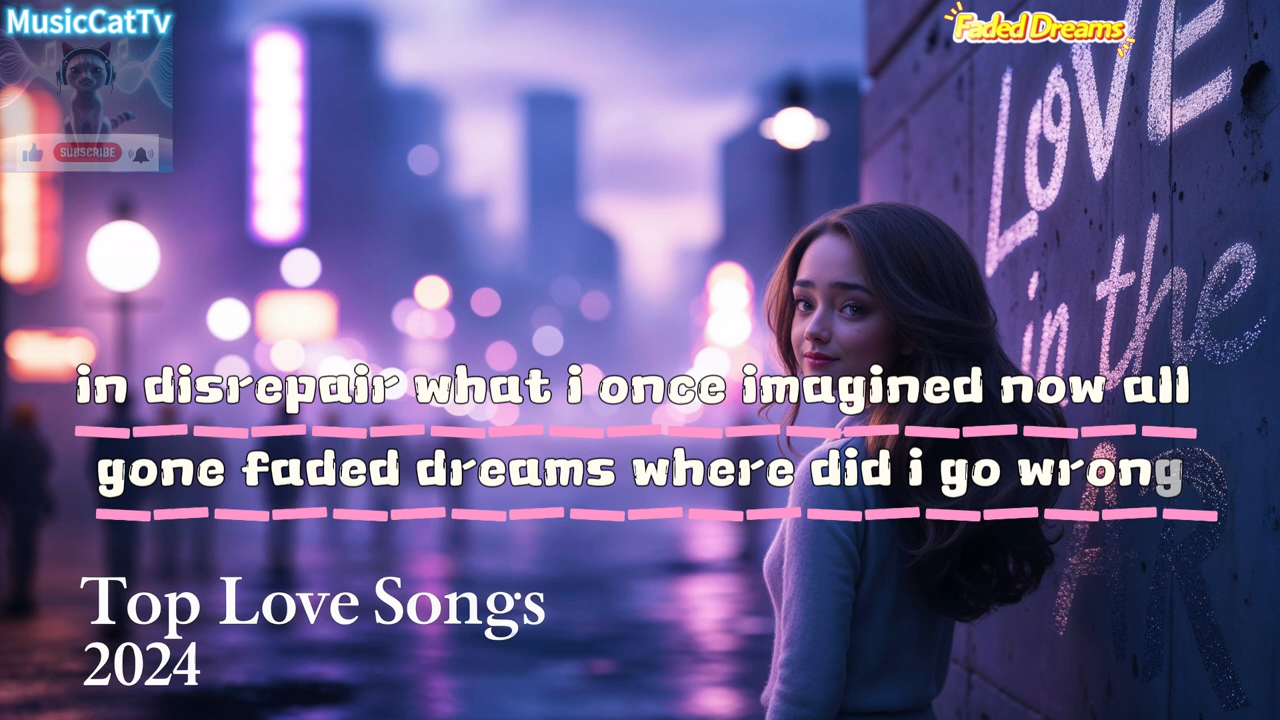 MusicCatTv
Faded Dreams
SUBSCRIBE
LOVE
in the
AIR
in disrepair what i once imagined now all
gone faded dreams where did i go wrong
Top Love Songs
2024